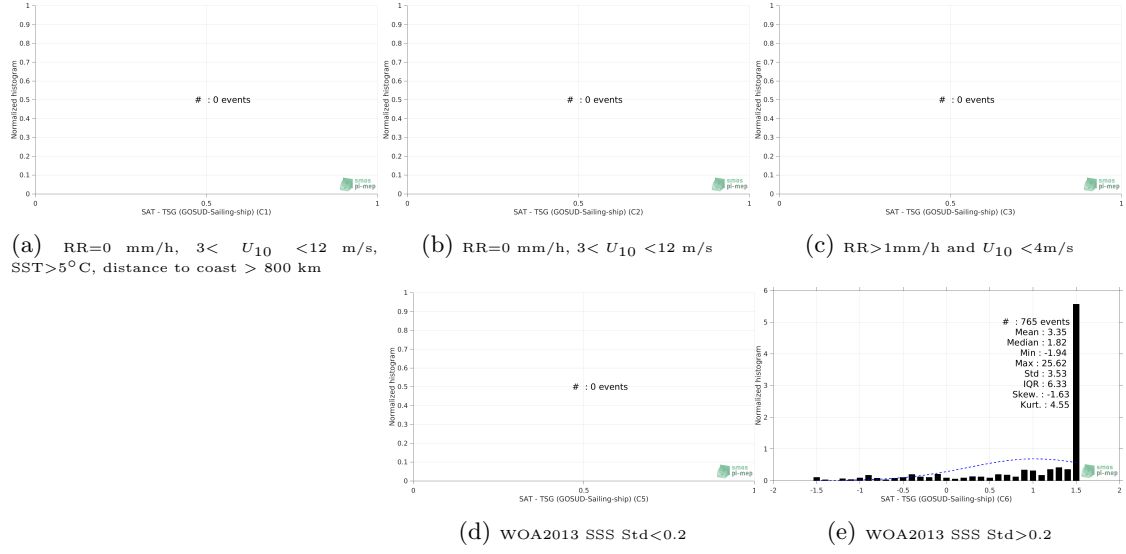 1
0.9
0.8
0.7
0.6
0.5
0.4
0.3
0.2
0.1
0
Normalized histogram
# : 0 events
smos
pi-mep
0 0.5 1
SAT - TSG (GOSUD-Sailing-ship) (C1)
(a) RR=0 mm/h, 3< U10 <12 m/s,
SST>5°C, distance to coast > 800 km
1
0.9
0.8
0.7
0.6
0.5
0.4
0.3
0.2
0.1
0
Normalized histogram
# : 0 events
smos
pi-mep
0 0.5 1
SAT - TSG (GOSUD-Sailing-ship) (C2)
(b) RR=0 mm/h, 3< U10 <12 m/s
1
0.9
0.8
0.7
0.6
0.5
0.4
0.3
0.2
0.1
0
Normalized histogram
# : 0 events
smos
pi-mep
0 0.5 1
SAT - TSG (GOSUD-Sailing-ship) (C3)
(c) RR>1mm/h and U10 <4m/s
1
0.9
0.8
0.7
0.6
0.5
0.4
0.3
0.2
0.1
0
Normalized histogram
# : 0 events
smos
pi-mep
0 0.5 1
SAT - TSG (GOSUD-Sailing-ship) (C5)
(d) WOA2013 SSS Std<0.2
6
5
4
3
2
1
0
Normalized histogram
# : 765 events
Mean : 3.35
Median : 1.82
Min : -1.94
Max : 25.62
Std : 3.53
IQR : 6.33
Skew. : -1.63
Kurt. : 4.55
smos
pi-mep
-2 -1.5 -1 -0.5 0 0.5 1 1.5 2
SAT - TSG (GOSUD-Sailing-ship) (C6)
(e) WOA2013 SSS Std>0.2